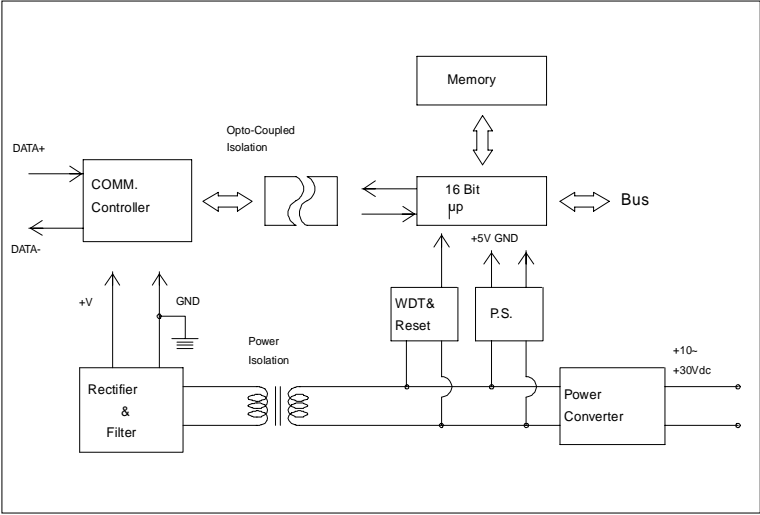 Memory
Opto-Coupled
Isolation
DATA+
COMM.
Controller
16 Bit
µp
Bus
DATA-
+5V GND
+V
GND
WDT&
Reset
P.S.
Power
Isolation
+10~
+30Vdc
Rectifier
&
Filter
Power
Converter